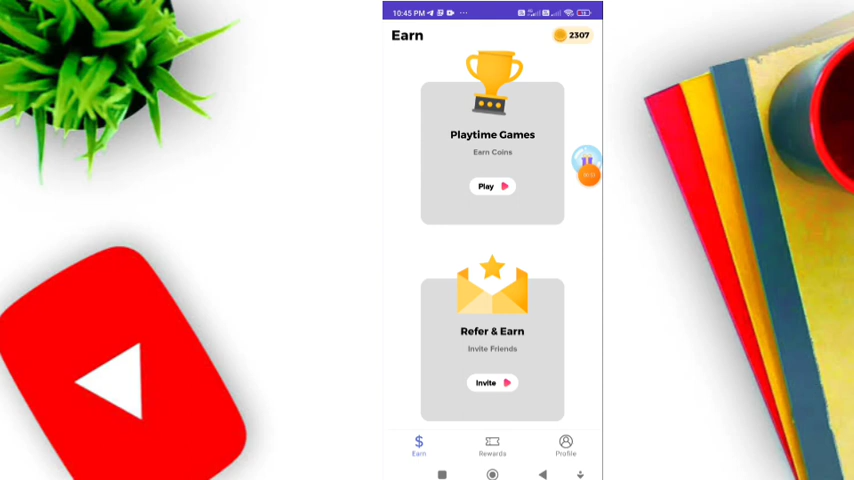 10:45 PM
Earn
2307
Playtime Games
Earn Coins
Play
Refer & Earn
Invite Friends
Invite
Earn
Rewards
Profile